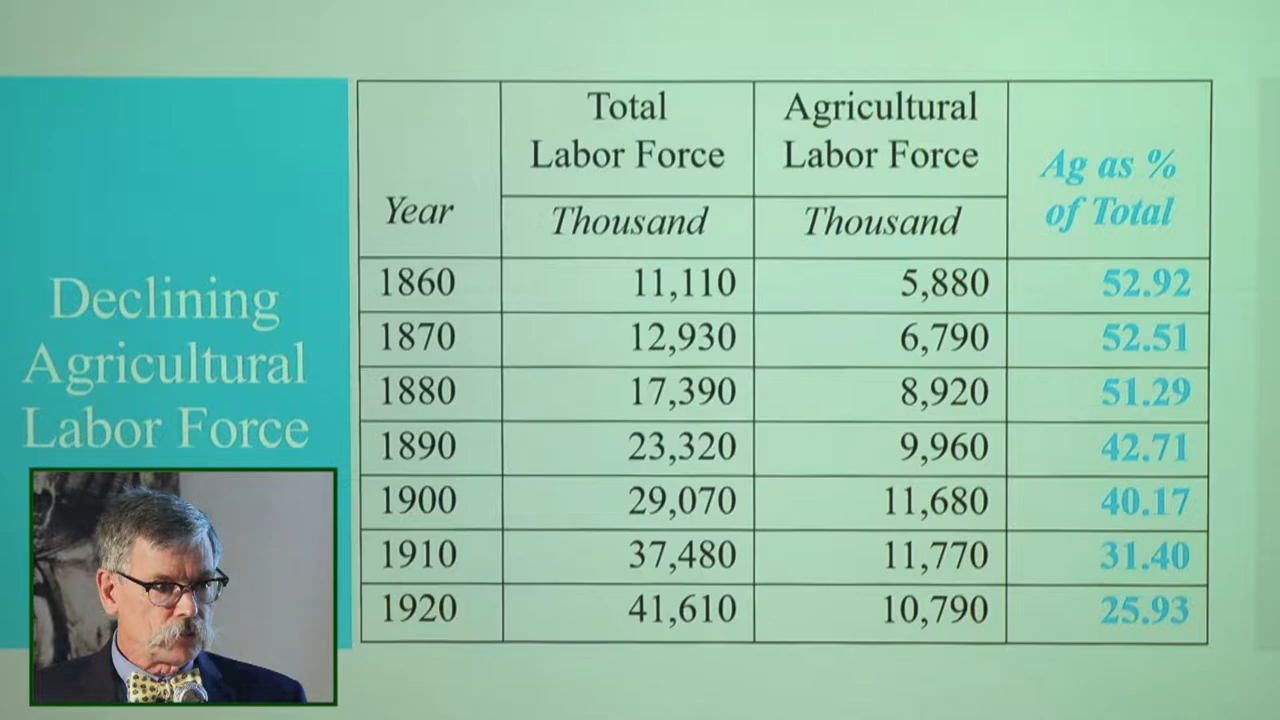 Declining
Agricultural
Labor Force
Year
Total
Labor Force
Thousand
Agricultural
Labor Force
Thousand
Ag as %
of Total
1860 11,110 5,880 52.92
1870 12,930 6,790 52.51
1880 17,390 8,920 51.29
1890 23,320 9,960 42.71
1900 29,070 11,680 40.17
1910 37,480 11,770 31.40
1920 41,610 10,790 25.93